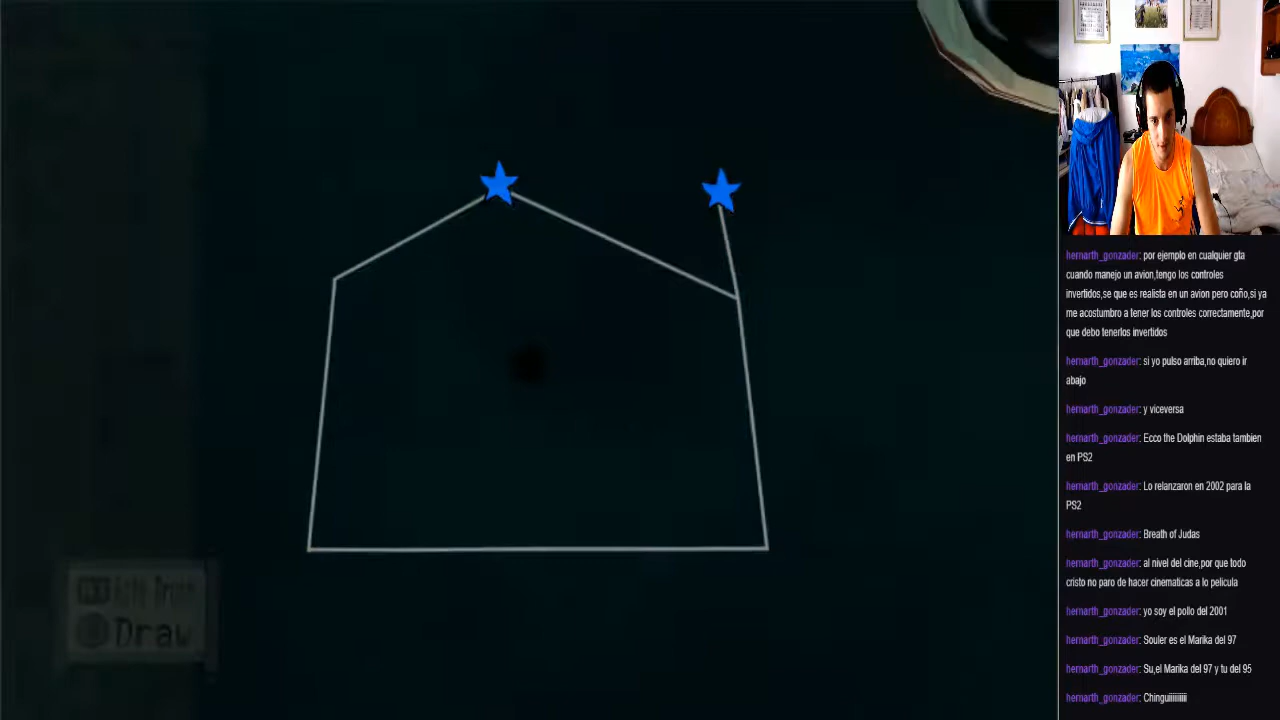 Draw
hernarth_gonzader: por ejemplo en cualquier gta
cuando manejo un avion,tengo los controles
invertidos,se que es realista en un avion pero coño,si ya
me acostumbro a tener los controles correctamente,por
que debo tenerlos invertidos
hernarth_gonzader: si yo pulso arriba,no quiero ir
abajo
hernarth_gonzader: y viceversa
hernarth_gonzader: Ecco the Dolphin estaba tambien
en PS2
hernarth_gonzader: Lo relanzaron en 2002 para la
PS2
hernarth_gonzader: Breath of Judas
hernarth_gonzader: al nivel del cine,por que todo
cristo no paro de hacer cinematicas a lo pelicula
hernarth_gonzader: yo soy el pollo del 2001
hernarth_gonzader: Souler es el Marika del 97
hernarth_gonzader: Su,el Marika del 97 y tu del 95
hernarth_gonzader: Chinguiiiiiiiiiii